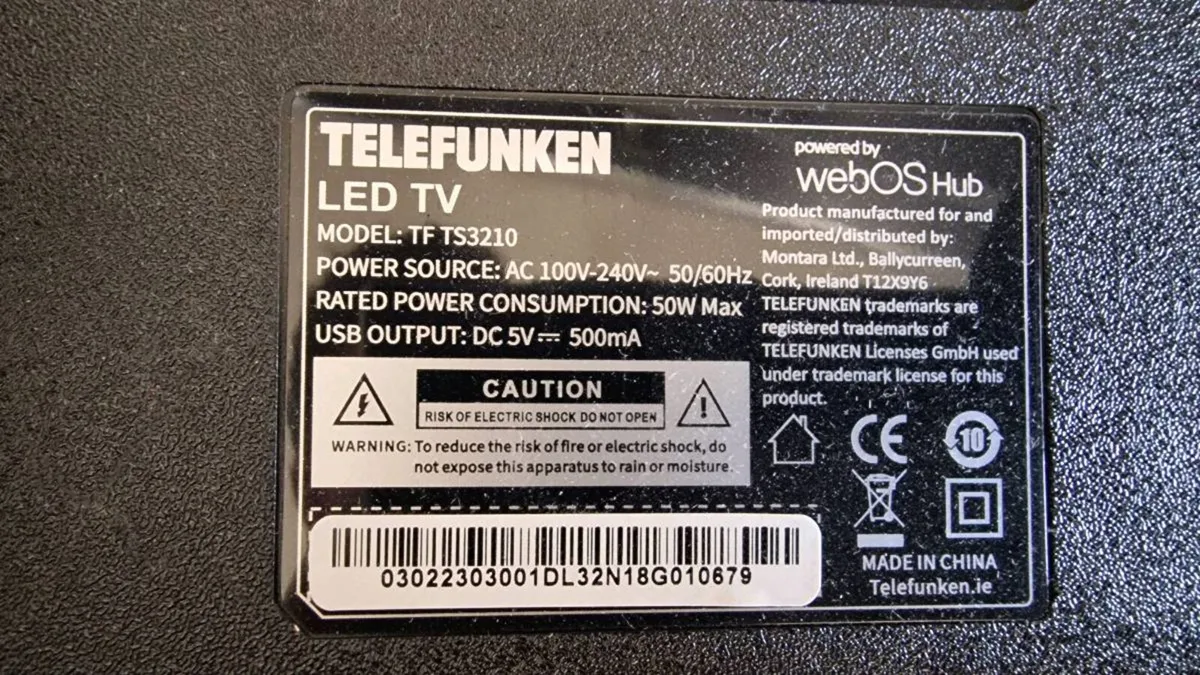 TELEFUNKEN
LED TV
MODEL: TF TS3210
POWER SOURCE: AC 100V-240V~ 50/60Hz
RATED POWER CONSUMPTION: 50W Max
USB OUTPUT: DC 5V⎓ 500mA
CAUTION
RISK OF ELECTRIC SHOCK DO NOT OPEN
WARNING: To reduce the risk of fire or electric shock, do
not expose this apparatus to rain or moisture.
03022303001DL32N18G010679
powered by
webOS Hub
Product manufactured for and
imported/distributed by:
Montara Ltd., Ballycurreen,
Cork, Ireland T12X9Y6
TELEFUNKEN trademarks are
registered trademarks of
TELEFUNKEN Licenses GmbH used
under trademark license for this
product.
CE
10
MADE IN CHINA
Telefunken.ie